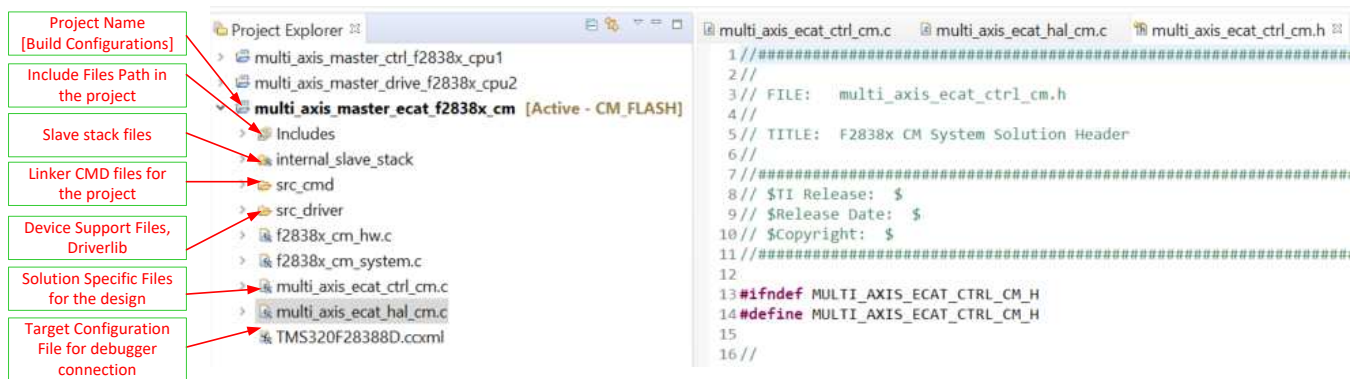 Project Name
[Build Configurations]
Include Files Path in
the project
Slave stack files
Linker CMD files for
the project
Device Support Files,
Driverlib
Solution Specific Files
for the design
Target Configuration
File for debugger
connection
Project Explorer
multi_axis_master_ctrl_f2838x_cpu1
multi_axis_master_drive_f2838x_cpu2
multi_axis_master_ecat_f2838x_cm [Active - CM_FLASH]
Includes
internal_slave_stack
src_cmd
src_driver
f2838x_cm_hw.c
f2838x_cm_system.c
multi_axis_ecat_ctrl_cm.c
multi_axis_ecat_hal_cm.c
TMS320F28388D.ccxml
multi_axis_ecat_ctrl_cm.c multi_axis_ecat_hal_cm.c multi_axis_ecat_ctrl_cm.h
1 //##########################################################################
2 //
3 // FILE: multi_axis_ecat_ctrl_cm.h
4 //
5 // TITLE: F2838x CM System Solution Header
6 //
7 //##########################################################################
8 // $TI Release: $
9 // $Release Date: $
10 // $Copyright: $
11 //##########################################################################
12
13 #ifndef MULTI_AXIS_ECAT_CTRL_CM_H
14 #define MULTI_AXIS_ECAT_CTRL_CM_H
15
16 //